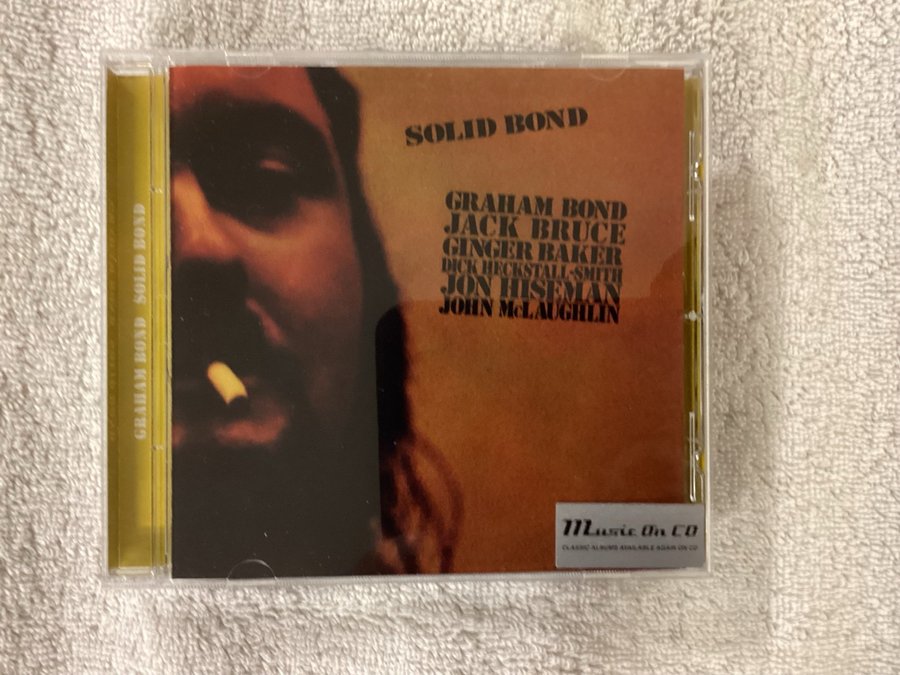 SOLID BOND
GRAHAM BOND
JACK BRUCE
GINGER BAKER
DICK HECKSTALL-SMITH
JON HISEMAN
JOHN McLAUGHLIN
GRAHAM BOND SOLID BOND
Music On CD
CLASSIC ALBUMS AVAILABLE AGAIN ON CD